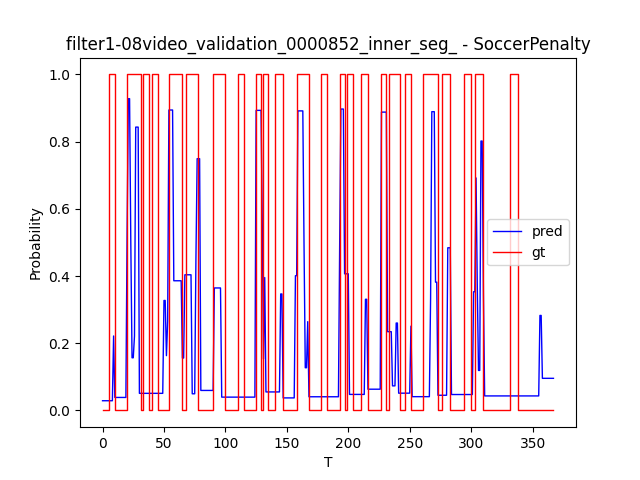 filter1-08video_validation_0000852_inner_seg_ - SoccerPenalty
1.0
0.8
0.6
0.4
0.2
0.0
Probability
pred
gt
0 50 100 150 200 250 300 350
T